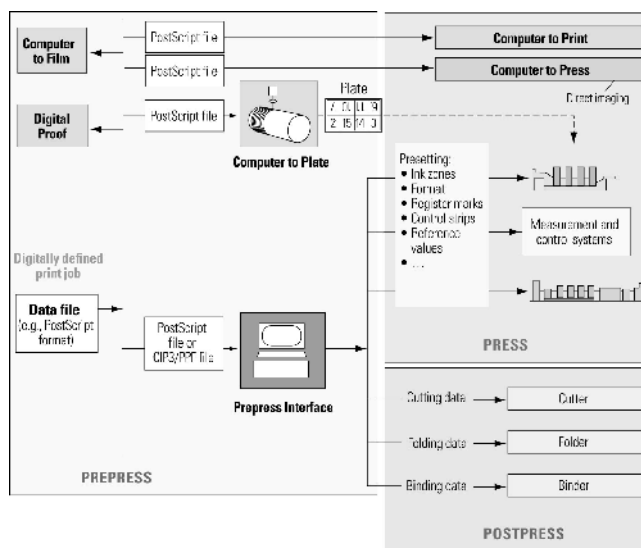 Computer
to Film
PostScript file
Computer to Print
PostScript file
Computer to Press
Direct imaging
Digital
Proof
PostScript file
Computer to Plate
Plate
Presetting:
• Ink zones
• Format
• Register marks
• Control strips
• Reference
values
• ...
Measurement and
control systems
Digitally defined
print job
Data file
(e.g., PostScript
format)
PostScript
file or
CIP3/PPF file
Prepress Interface
PRESS
Cutting data
Cutter
Folding data
Folder
Binding data
Binder
PREPRESS
POSTPRESS